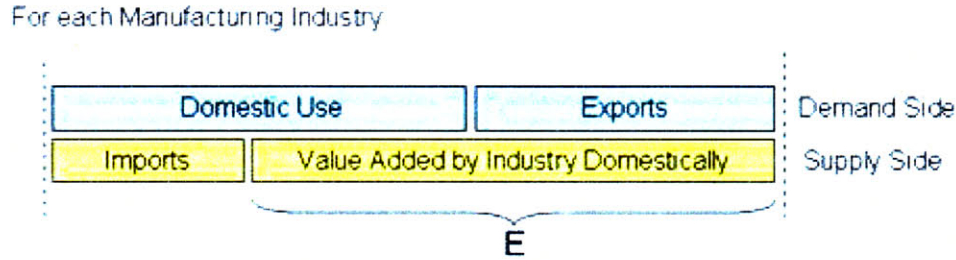 For each Manufacturing Industry
Domestic Use Exports Demand Side
Imports Value Added by Industry Domestically Supply Side
E